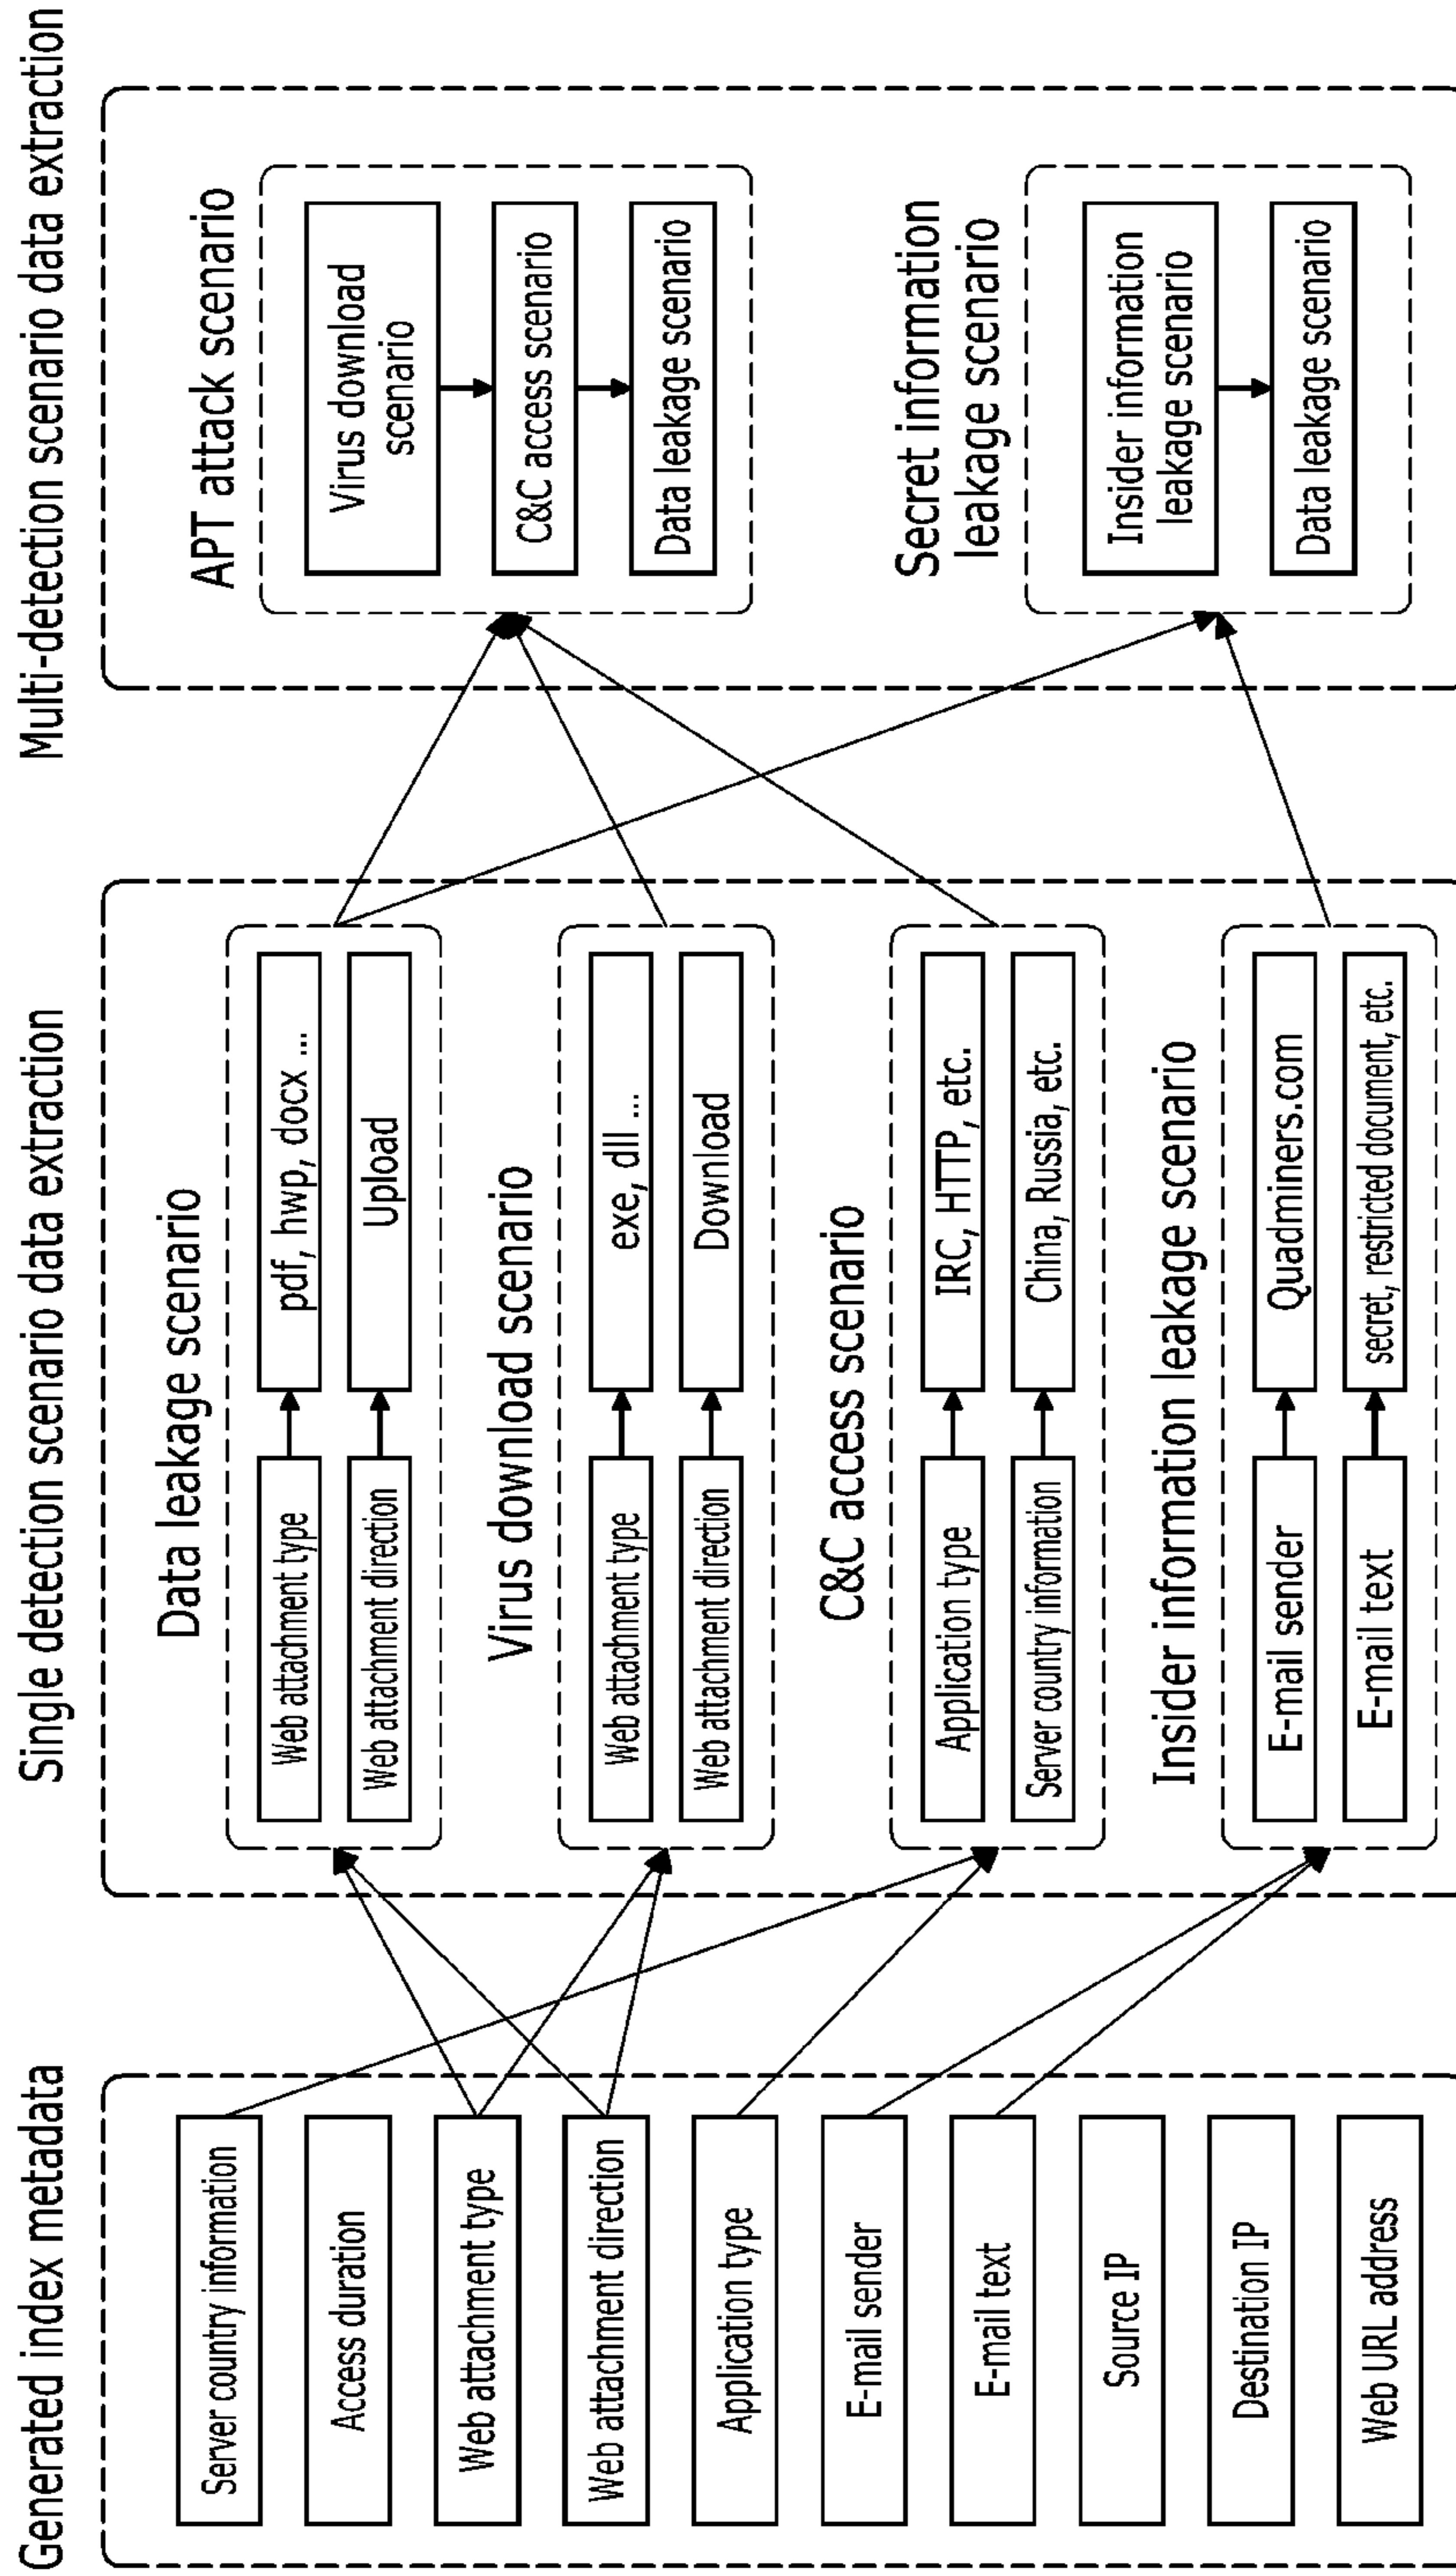 Generated index metadata
Server country information
Access duration
Web attachment type
Web attachment direction
Application type
E-mail sender
E-mail text
Source IP
Destination IP
Web URL address
Single detection scenario data extraction
Data leakage scenario
Web attachment type
pdf, hwp, docx ...
Web attachment direction
Upload
Virus download scenario
Web attachment type
exe, dll ...
Web attachment direction
Download
C&C access scenario
Application type
IRC, HTTP, etc.
Server country information
China, Russia, etc.
Insider information leakage scenario
E-mail sender
Quadminers.com
E-mail text
secret, restricted document, etc.
Multi-detection scenario data extraction
APT attack scenario
Virus download
scenario
C&C access scenario
Data leakage scenario
Secret information
leakage scenario
Insider information
leakage scenario
Data leakage scenario